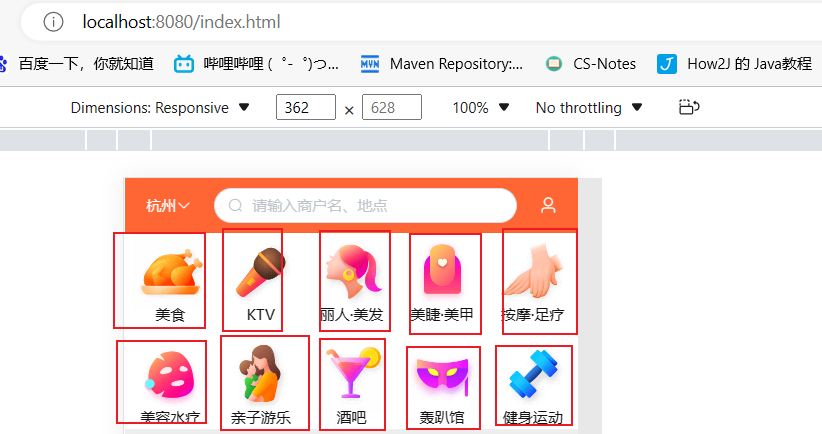 localhost:8080/index.html
百度一下，你就知道 哔哩哔哩 (゜-゜)つ... Maven Repository:... CS-Notes How2J 的 Java教程
Dimensions: Responsive 362 × 628 100% No throttling
杭州 请输入商户名、地点
美食 KTV 丽人·美发 美睫·美甲 按摩·足疗
美容水疗 亲子游乐 酒吧 轰趴馆 健身运动